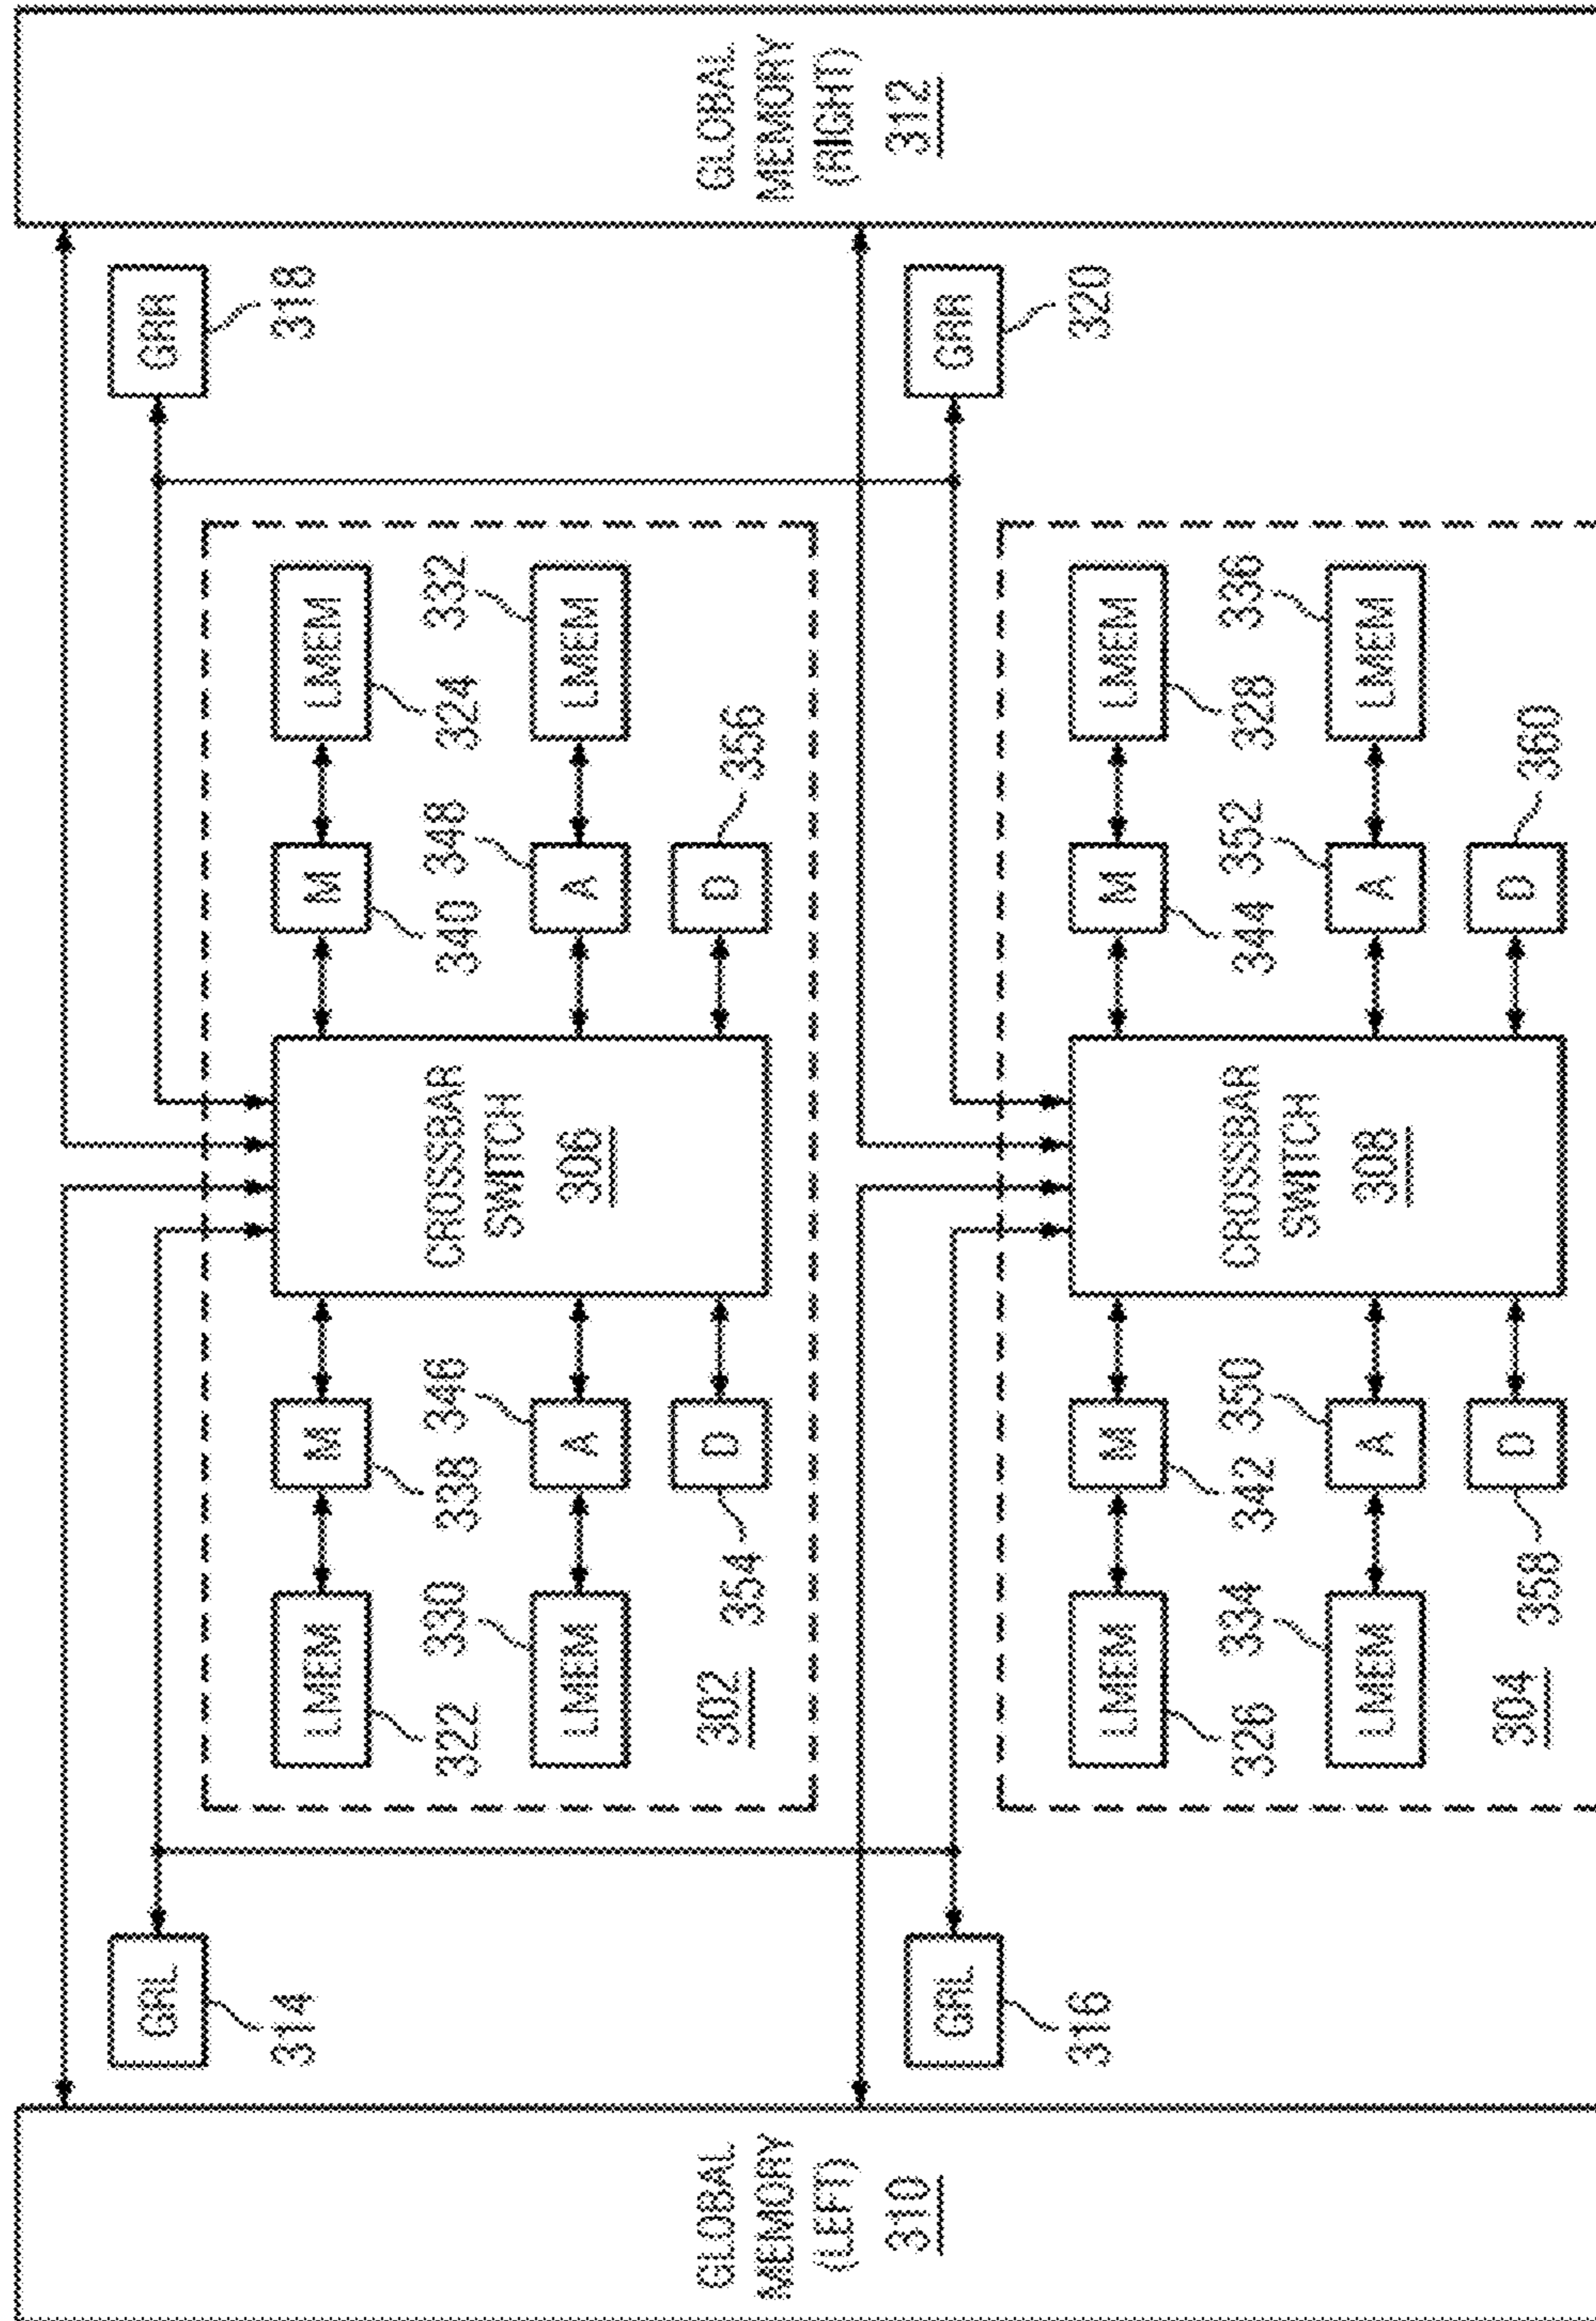 GLOBAL
MEMORY
(LEFT)
310
GLOBAL
MEMORY
(RIGHT)
312
GRL
314
GRR
318
LMEM
322
M
338
CROSSBAR
SWITCH
306
M
340
LMEM
324
LMEM
330
A
346
A
348
LMEM
332
302
D
354
D
356
GRL
316
GRR
320
LMEM
326
M
342
CROSSBAR
SWITCH
308
M
344
LMEM
328
LMEM
334
A
350
A
352
LMEM
336
304
D
358
D
360